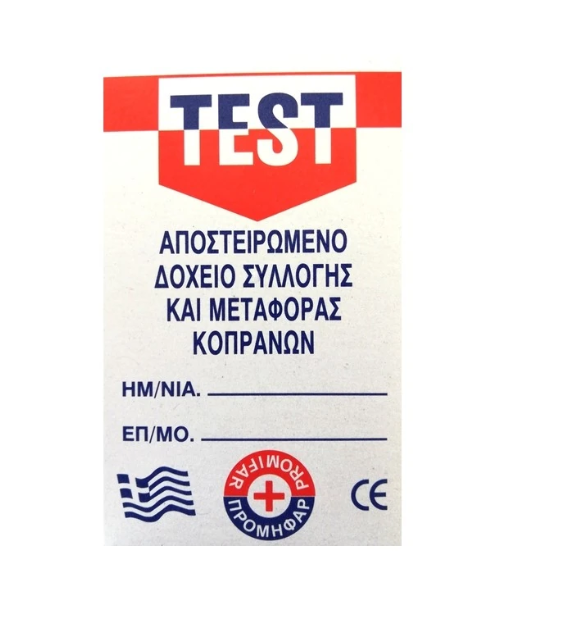 TEST
ΑΠΟΣΤΕΙΡΩΜΕΝΟ
ΔΟΧΕΙΟ ΣΥΛΛΟΓΗΣ
ΚΑΙ ΜΕΤΑΦΟΡΑΣ
ΚΟΠΡΑΝΩΝ
ΗΜ/ΝΙΑ.
ΕΠ/ΜΟ.
PROMIFAR
ΠΡΟΜΗΦΑΡ
CE